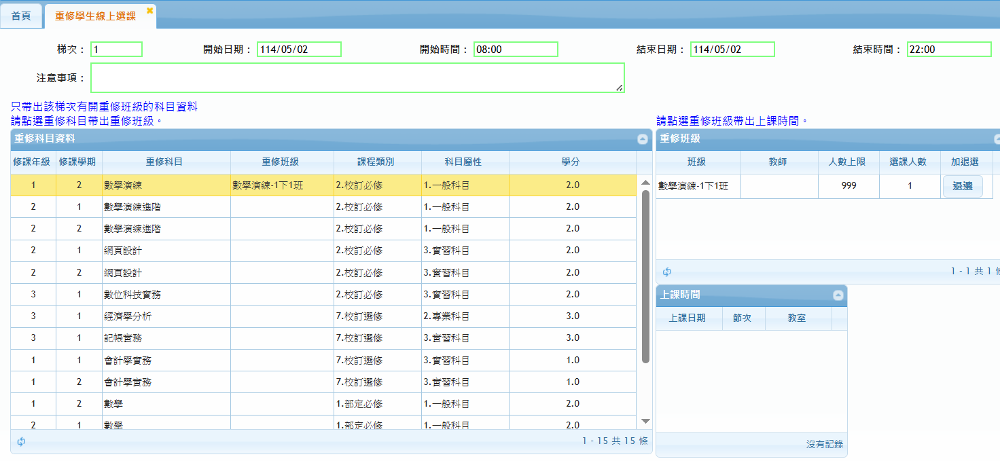 首頁
重修學生線上選課
梯次： 1 開始日期： 114/05/02 開始時間： 08:00 結束日期： 114/05/02 結束時間： 22:00
注意事項：
只帶出該梯次有開重修班級的科目資料
請點選重修科目帶出重修班級。
重修科目資料
修課年級 修課學期 重修科目 重修班級 課程類別 科目屬性 學分
1 2 數學演練 數學演練-1下1班 2.校訂必修 1.一般科目 2.0
2 1 數學演練進階 2.校訂必修 1.一般科目 2.0
2 2 數學演練進階 2.校訂必修 1.一般科目 2.0
2 1 網頁設計 2.校訂必修 3.實習科目 2.0
2 2 網頁設計 2.校訂必修 3.實習科目 2.0
3 1 數位科技實務 2.校訂必修 3.實習科目 2.0
3 1 經濟學分析 7.校訂選修 2.專業科目 3.0
3 1 記帳實務 7.校訂選修 3.實習科目 3.0
1 1 會計學實務 7.校訂選修 3.實習科目 1.0
1 2 會計學實務 7.校訂選修 3.實習科目 1.0
1 2 數學 1.部定必修 1.一般科目 2.0
2 1 數學 1.部定必修 1.一般科目 2.0
1 - 15 共 15 條
請點選重修班級帶出上課時間。
重修班級
班級 教師 人數上限 選課人數 加退選
數學演練-1下1班 999 1 退選
1 - 1 共 1 條
上課時間
上課日期 節次 教室
沒有記錄